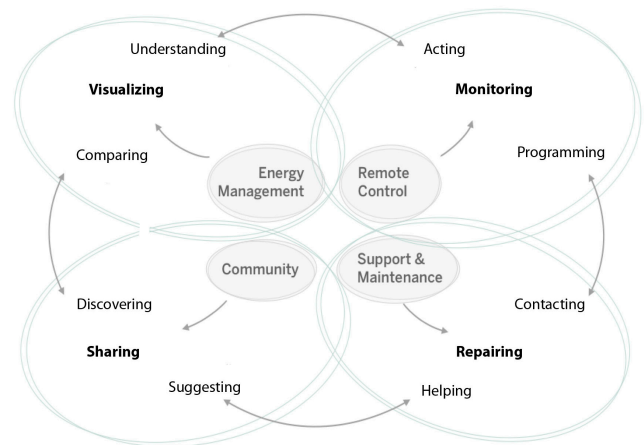 Understanding
Acting
Visualizing
Monitoring
Comparing
Programming
Energy
Management
Remote
Control
Community
Support &
Maintenance
Discovering
Contacting
Sharing
Repairing
Suggesting
Helping